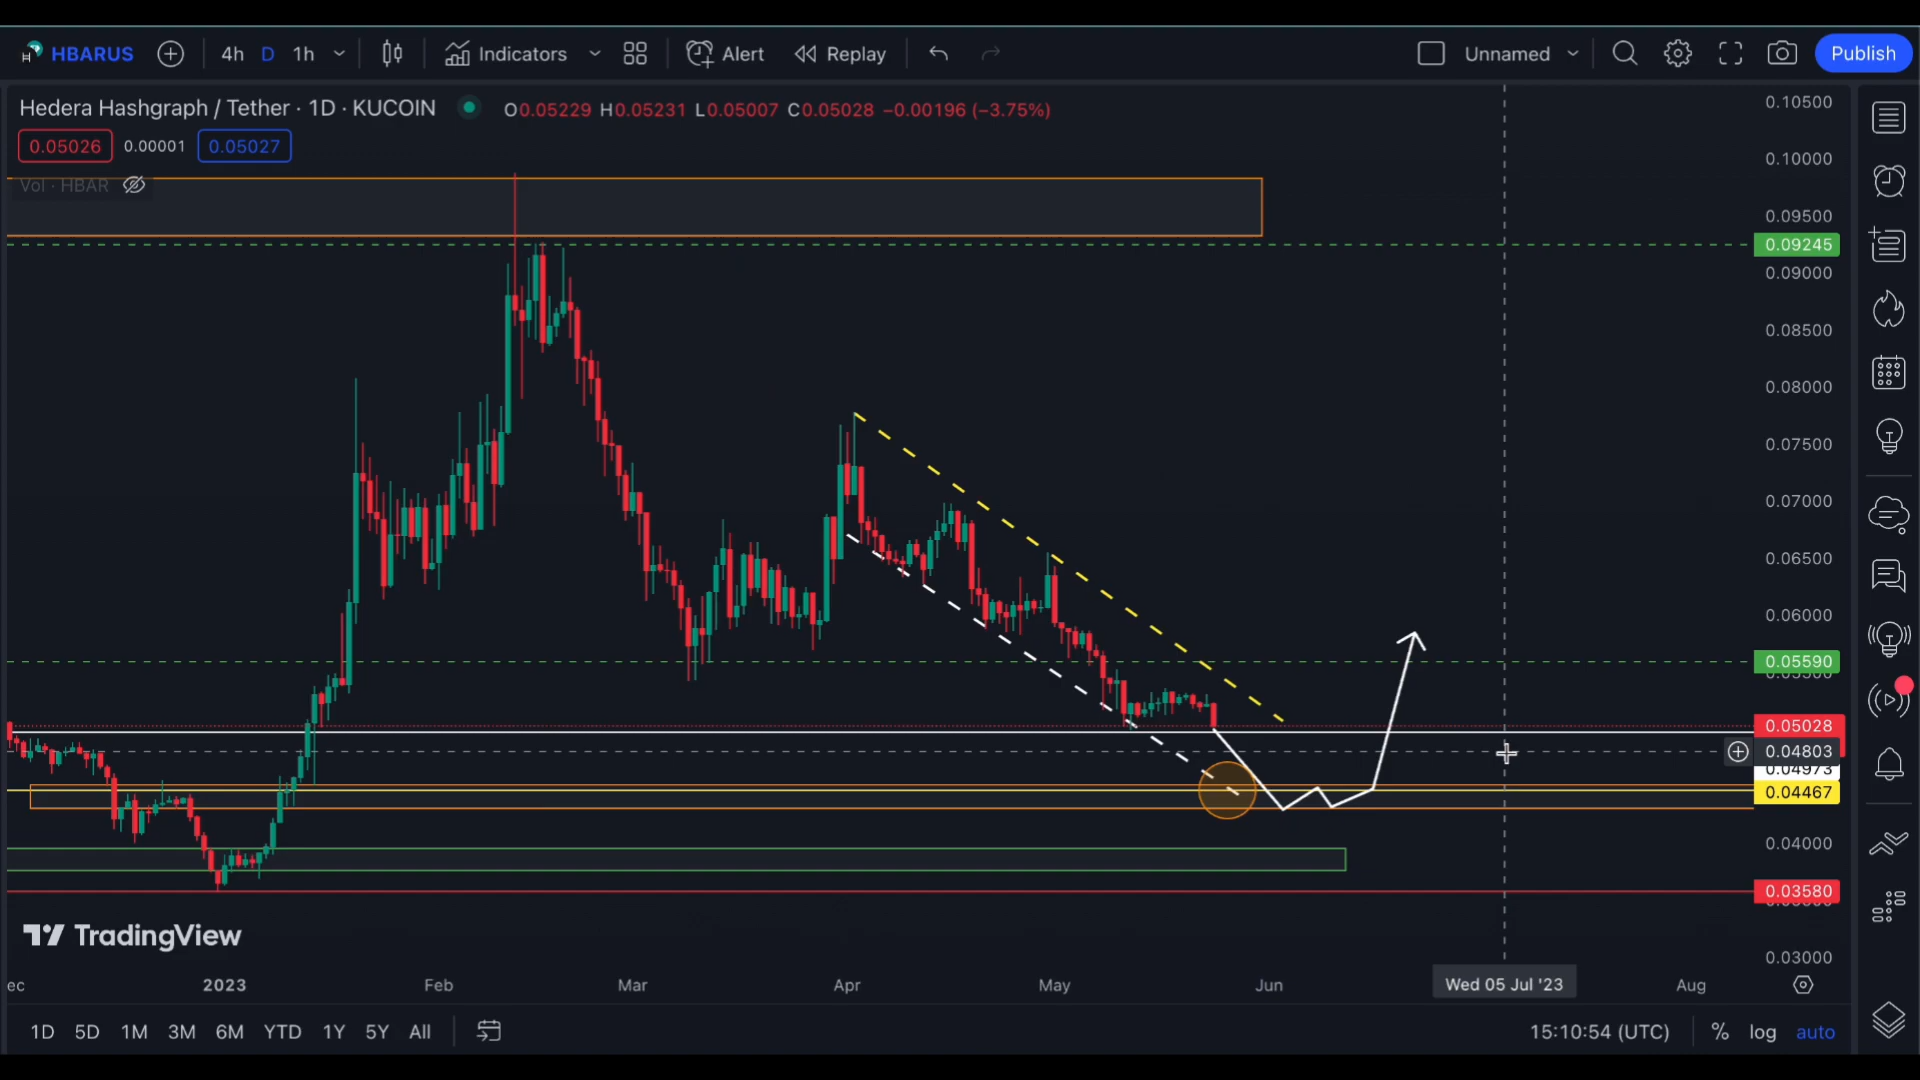 HBARUS 4h D 1h Indicators Alert Replay Unnamed Publish
Hedera Hashgraph / Tether · 1D · KUCOIN O0.05229 H0.05231 L0.05007 C0.05028 −0.00196 (−3.75%)
0.05026 0.00001 0.05027
Vol · HBAR
0.10500
0.10000
0.09500
0.09245
0.09000
0.08500
0.08000
0.07500
0.07000
0.06500
0.06000
0.05590
0.05028
0.04803
0.04973
0.04467
0.04000
0.03580
0.03000
TradingView
ec 2023 Feb Mar Apr May Jun Wed 05 Jul '23 Aug
1D 5D 1M 3M 6M YTD 1Y 5Y All 15:10:54 (UTC) % log auto